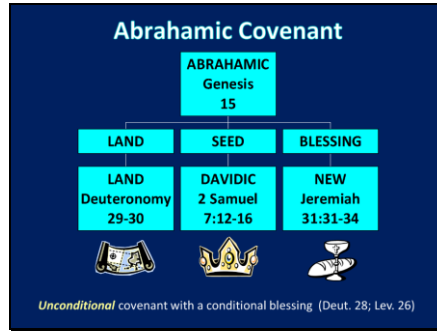 Abrahamic Covenant
ABRAHAMIC
Genesis
15
LAND
SEED
BLESSING
LAND
Deuteronomy
29-30
DAVIDIC
2 Samuel
7:12-16
NEW
Jeremiah
31:31-34
Unconditional covenant with a conditional blessing (Deut. 28; Lev. 26)